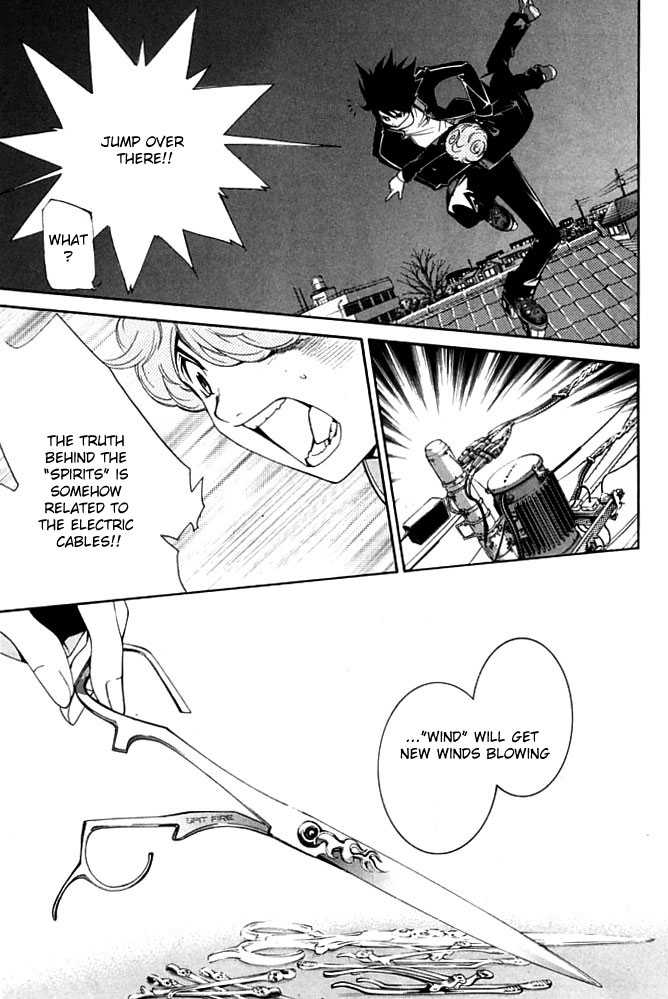 JUMP OVER
THERE!!
WHAT
?
THE TRUTH
BEHIND THE
"SPIRITS" IS
SOMEHOW
RELATED TO
THE ELECTRIC
CABLES!!
..."WIND" WILL GET
NEW WINDS BLOWING
SPIT FIRE